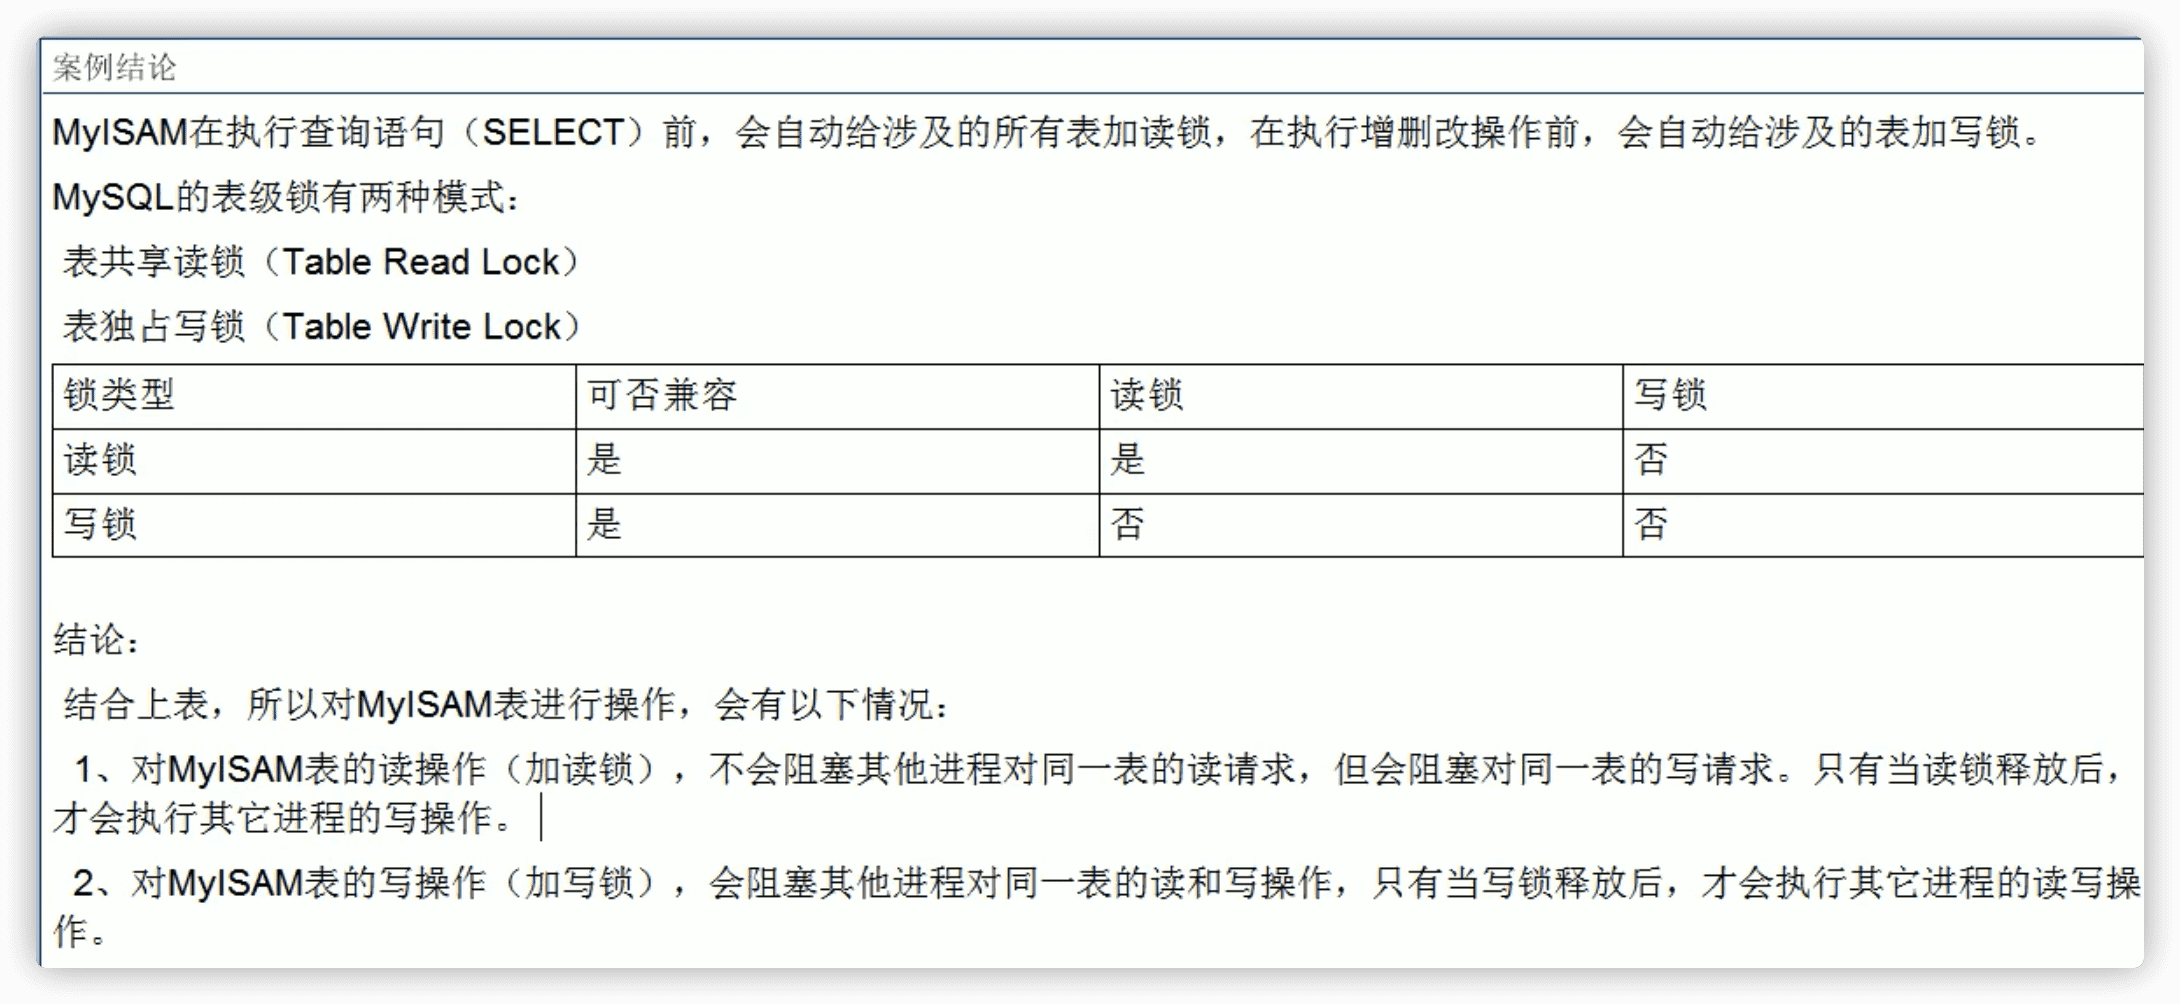 案例结论
MyISAM在执行查询语句（SELECT）前，会自动给涉及的所有表加读锁，在执行增删改操作前，会自动给涉及的表加写锁。
MySQL的表级锁有两种模式：
表共享读锁（Table Read Lock）
表独占写锁（Table Write Lock）
锁类型 可否兼容 读锁 写锁
读锁 是 是 否
写锁 是 否 否
结论：
结合上表，所以对MyISAM表进行操作，会有以下情况：
1、对MyISAM表的读操作（加读锁），不会阻塞其他进程对同一表的读请求，但会阻塞对同一表的写请求。只有当读锁释放后，
才会执行其它进程的写操作。
2、对MyISAM表的写操作（加写锁），会阻塞其他进程对同一表的读和写操作，只有当写锁释放后，才会执行其它进程的读写操
作。